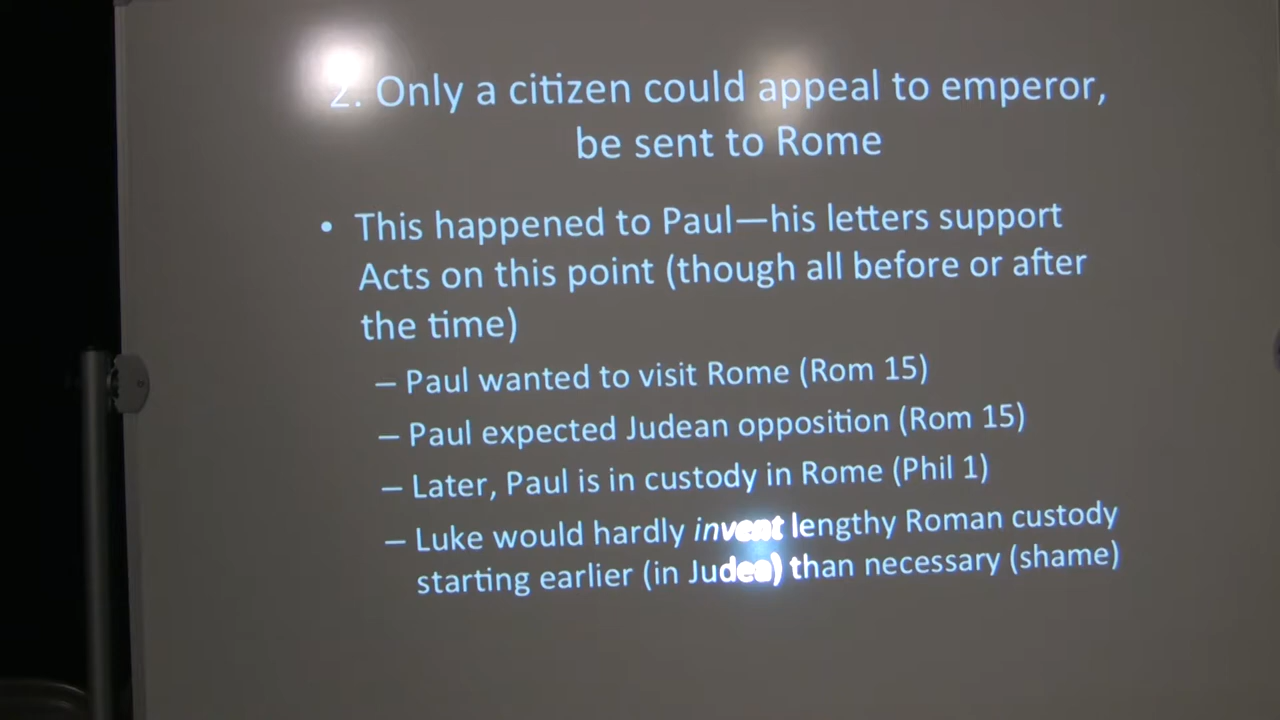 2. Only a citizen could appeal to emperor,
be sent to Rome
• This happened to Paul—his letters support
Acts on this point (though all before or after
the time)
– Paul wanted to visit Rome (Rom 15)
– Paul expected Judean opposition (Rom 15)
– Later, Paul is in custody in Rome (Phil 1)
– Luke would hardly invent lengthy Roman custody
starting earlier (in Judea) than necessary (shame)